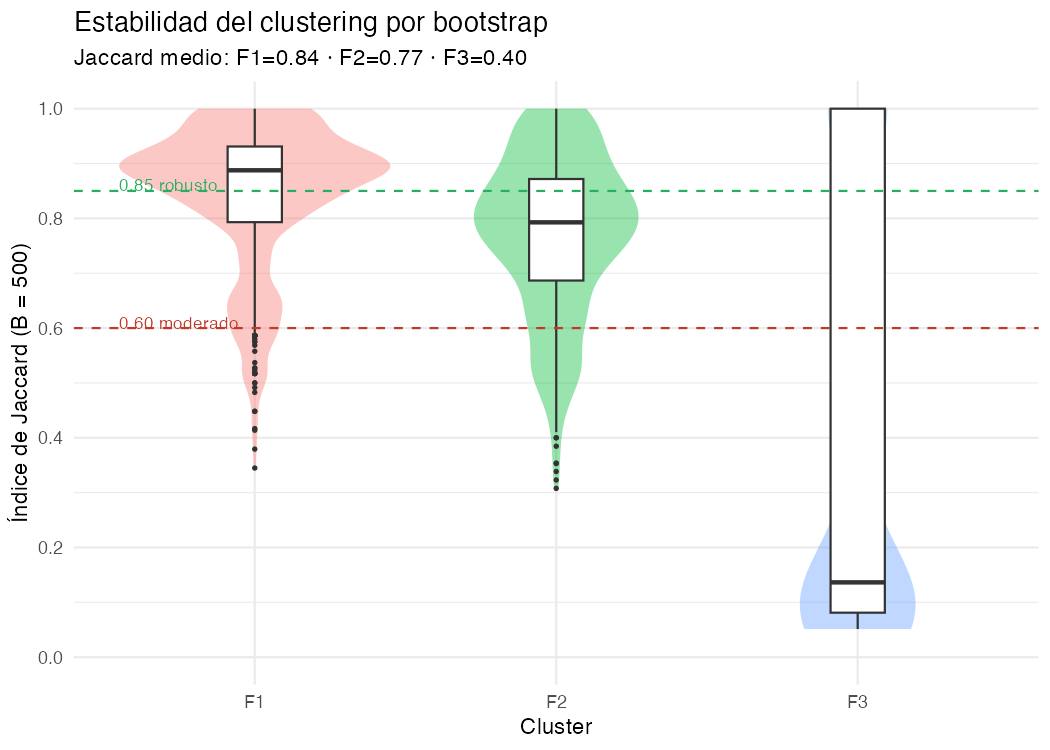 Estabilidad del clustering por bootstrap
Jaccard medio: F1=0.84 · F2=0.77 · F3=0.40
Índice de Jaccard (B = 500)
1.0
0.8
0.6
0.4
0.2
0.0
0.85 robusto
0.60 moderado
F1
F2
F3
Cluster